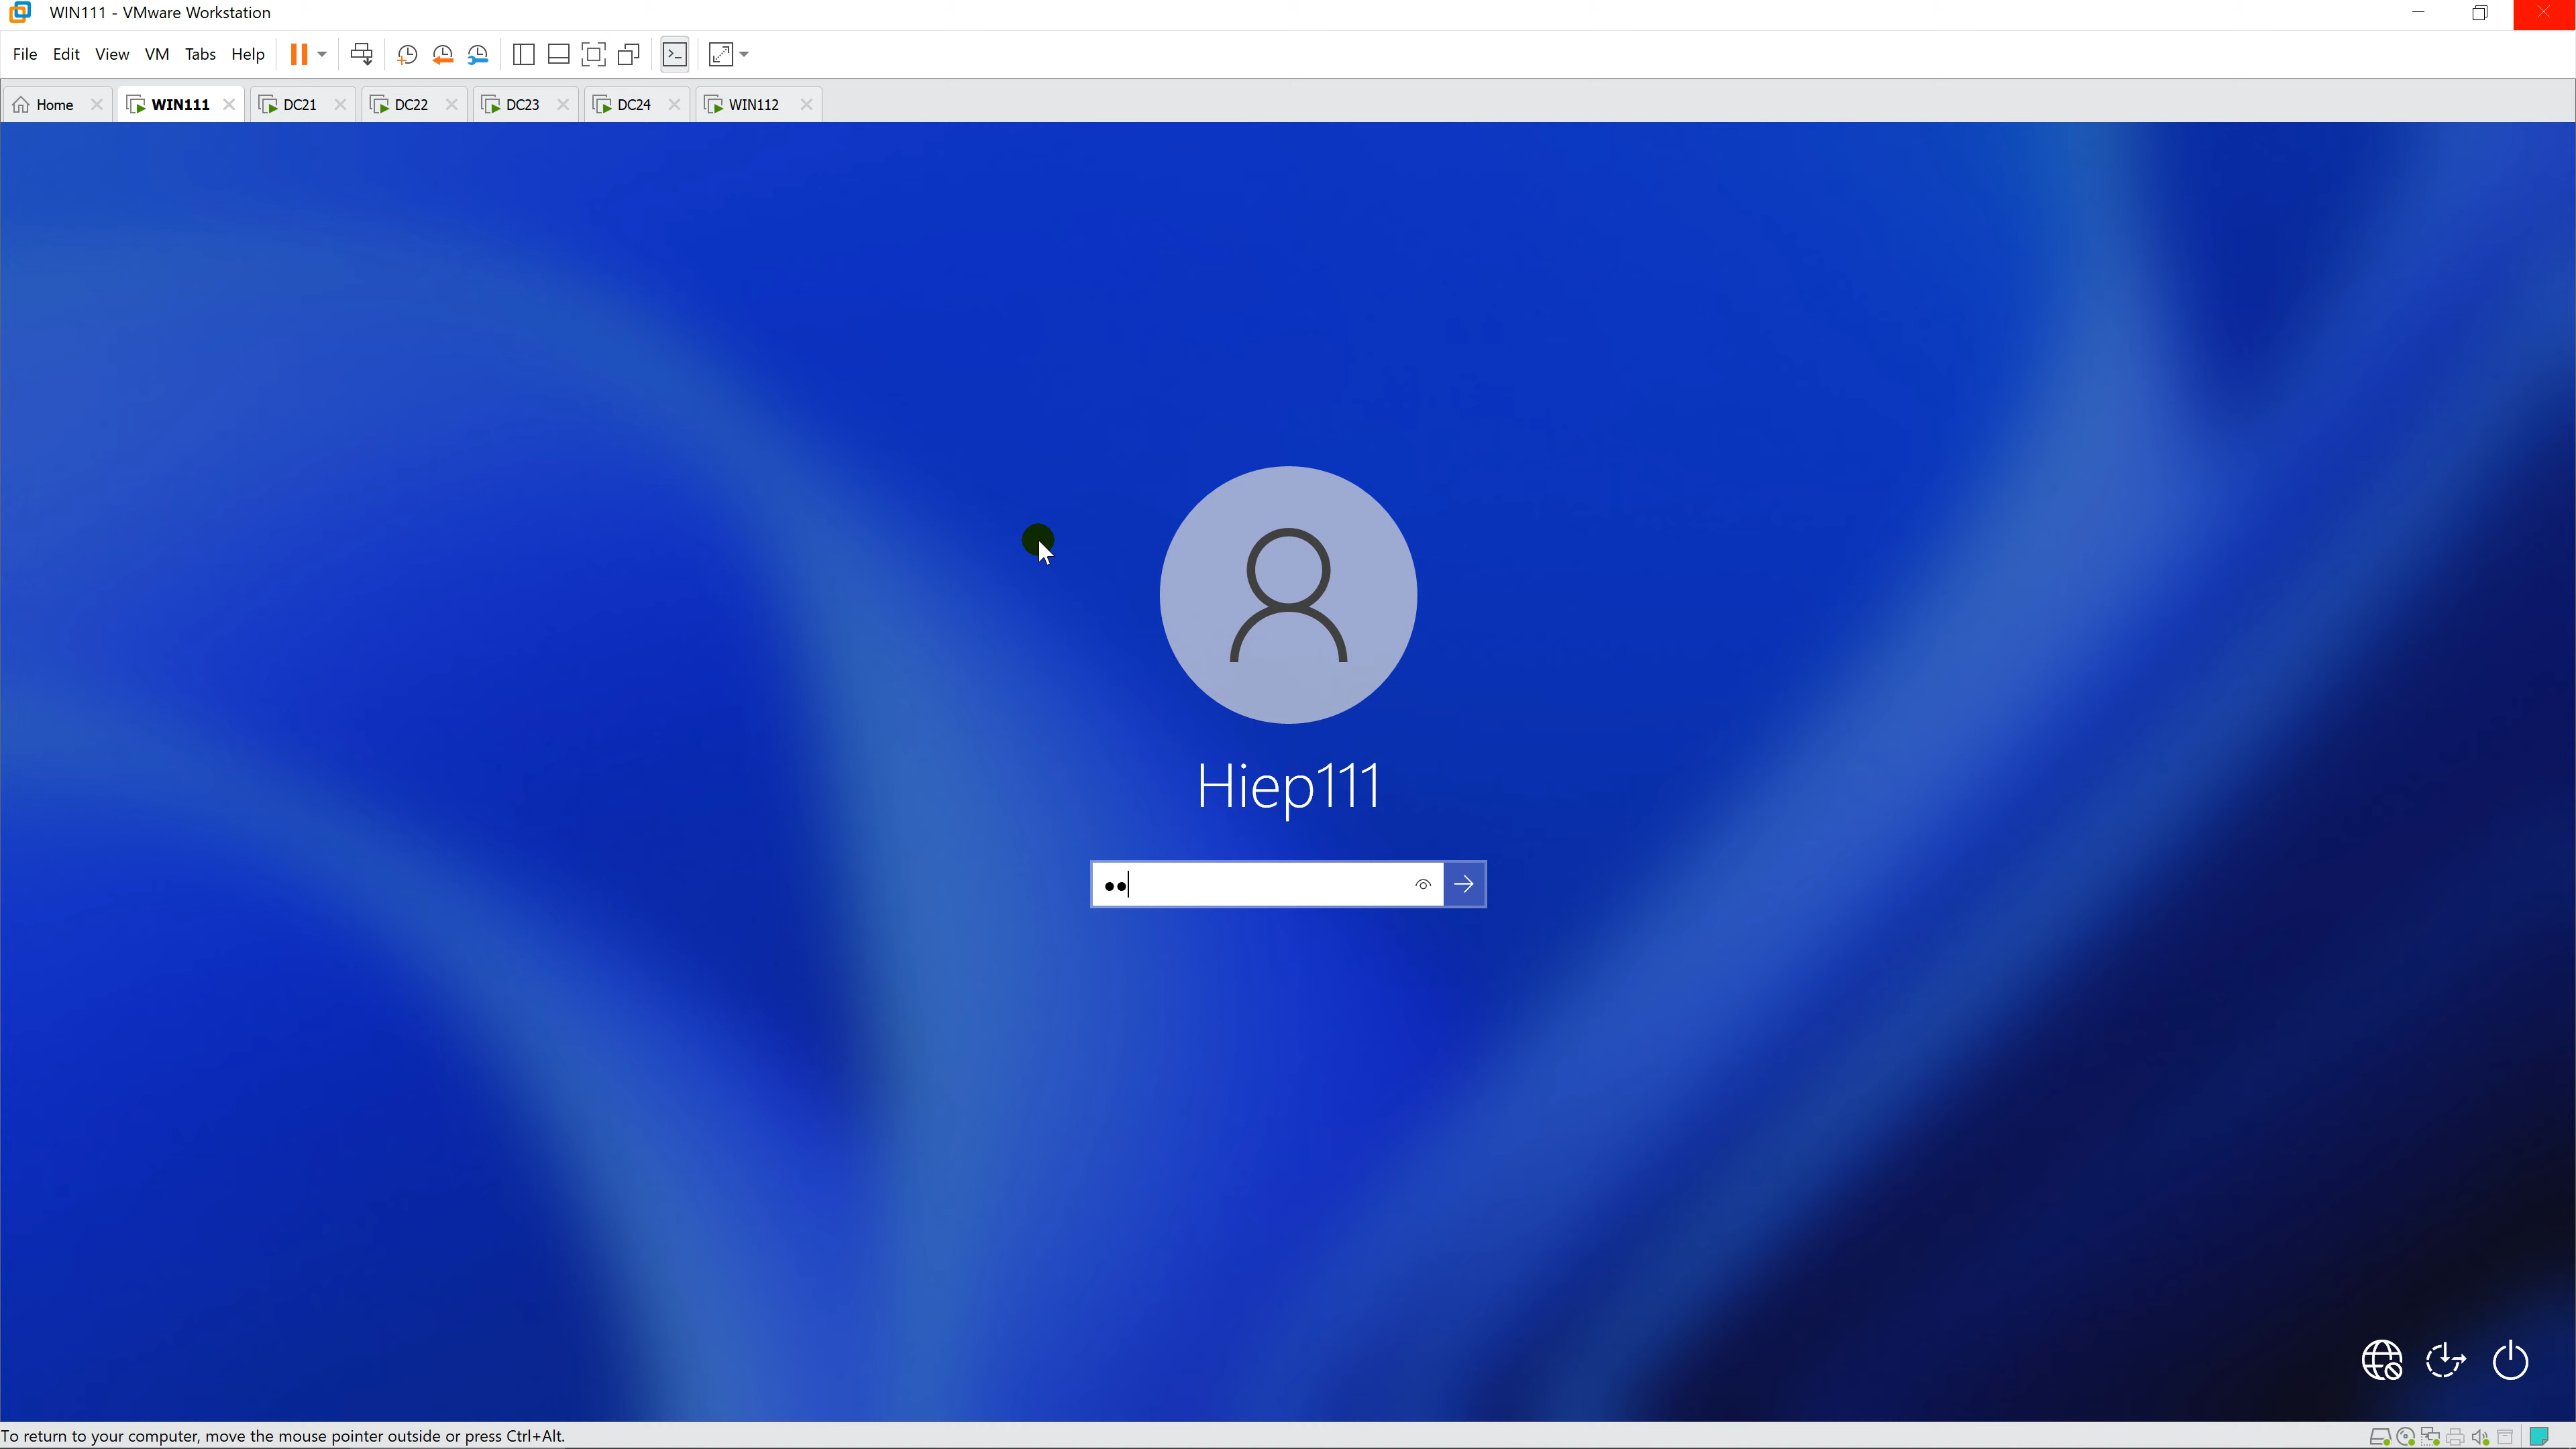 WIN111 - VMware Workstation
File Edit View VM Tabs Help
Home WIN111 DC21 DC22 DC23 DC24 WIN112
Hiep111
To return to your computer, move the mouse pointer outside or press Ctrl+Alt.